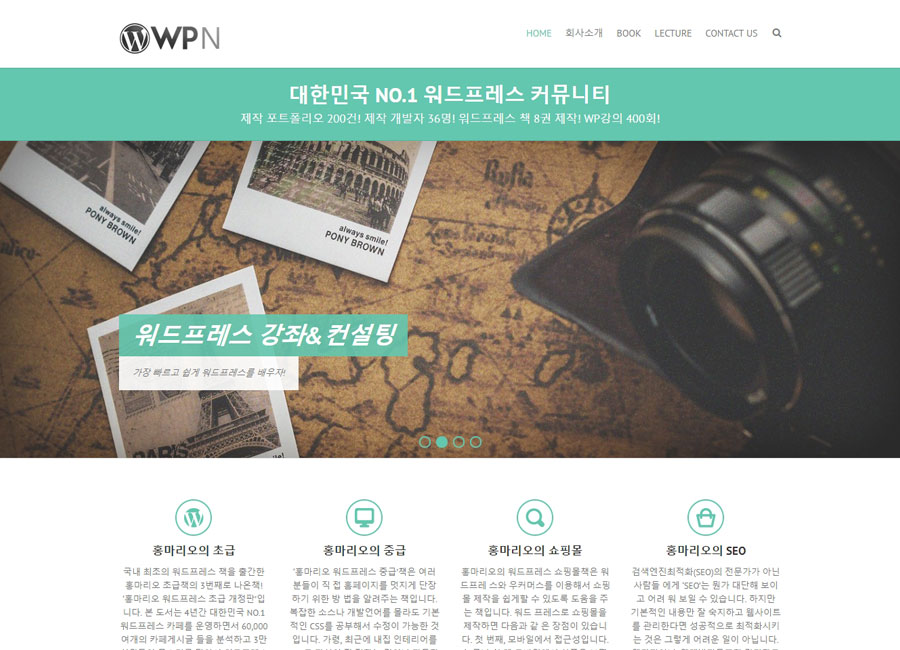 WPN
HOME 회사소개 BOOK LECTURE CONTACT US
대한민국 NO.1 워드프레스 커뮤니티
제작 포트폴리오 200건! 제작 개발자 36명! 워드프레스 책 8권 제작! WP강의 400회!
always smile!
PONY BROWN
always smile!
PONY BROWN
Rufia
워드프레스 강좌& 컨설팅
가장 빠르고 쉽게 워드프레스를 배우자!
PARIS
홍마리오의 초급
국내 최초의 워드프레스 책을 출간한
홍마리오 초급책의 3번째로 나온책!
'홍마리오 워드프레스 초급 개정판'입
니다. 본 도서는 4년간 대한민국 NO.1
워드프레스 카페를 운영하면서 60,000
여개의 카페게시글 들을 분석하고 3만
홍마리오의 중급
'홍마리오 워드프레스 중급'책은 여러
분들이 직 접 홈페이지를 멋지게 단장
하기 위한 방 법을 알려주는 책입니다.
복잡한 소스나 개발언어를 몰라도 기본
적인 CSS를 공부해서 수정이 가능한 것
입니다. 가령, 최근에 내집 인테리어를
홍마리오의 쇼핑몰
홍마리오의 워드프레스 쇼핑몰책은 워
드프레 스와 우커머스를 이용해서 쇼핑
몰 제작을 쉽게할 수 있도록 도움을 주
는 책입니다. 워드 프레스로 쇼핑몰을
제작하면 다음과 같 은 장점이 있습니
다. 첫 번째, 모바일에서 접근성입니다.
홍마리오의 SEO
검색엔진최적화(SEO)의 전문가가 아닌
사람들 에게 'SEO'는 뭔가 대단해 보이
고 어려 워 보일 수 있습니다. 하지만
기본적인 내용만 잘 숙지하고 웹사이트
를 관리한다면 성공적으로 최적화시키
는 것은 그렇게 어려운 일이 아닙니다.